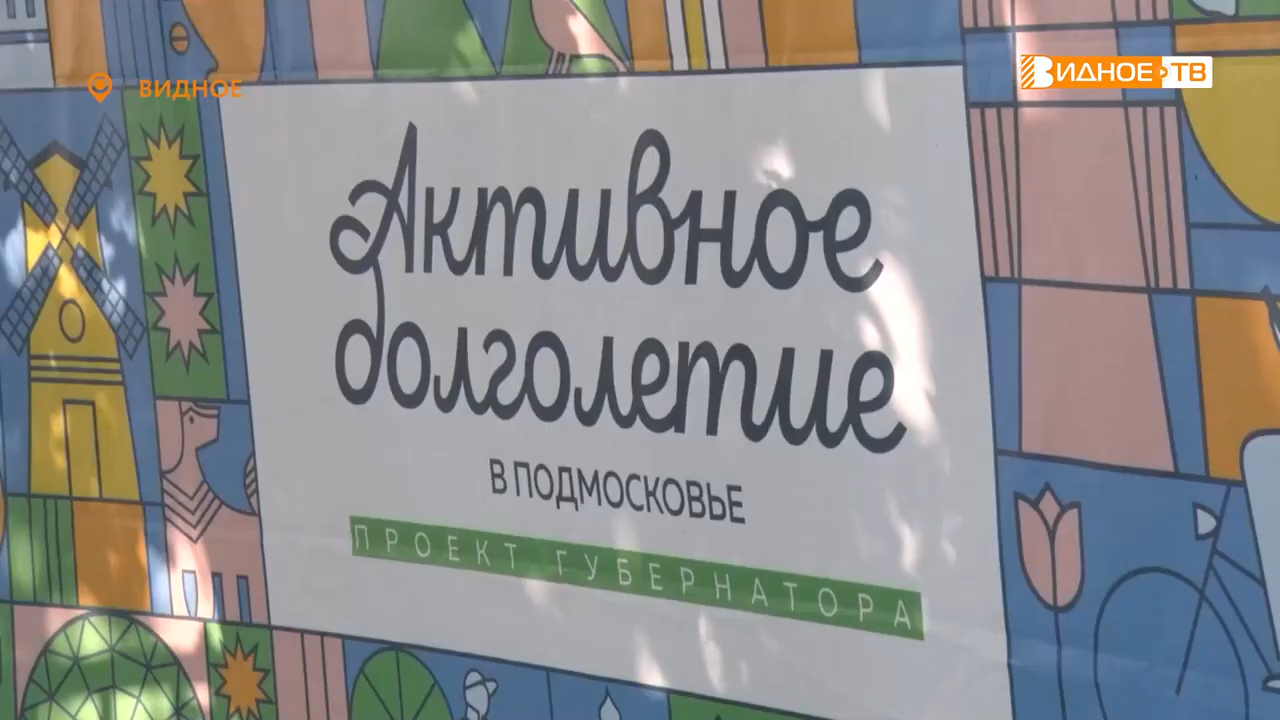 ВИДНОЕ
ВИДНОЕ ТВ
Активное
долголетие
В ПОДМОСКОВЬЕ
ПРОЕКТ ГУБЕРНАТОРА